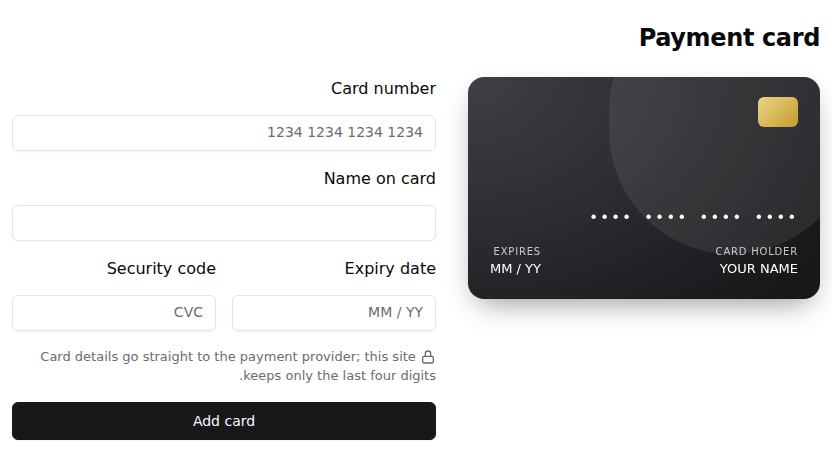 Payment card
•••• •••• •••• ••••
CARD HOLDER
YOUR NAME
EXPIRES
MM / YY
Card number
1234 1234 1234 1234
Name on card
Expiry date
MM / YY
Security code
CVC
Card details go straight to the payment provider; this site
.keeps only the last four digits
Add card